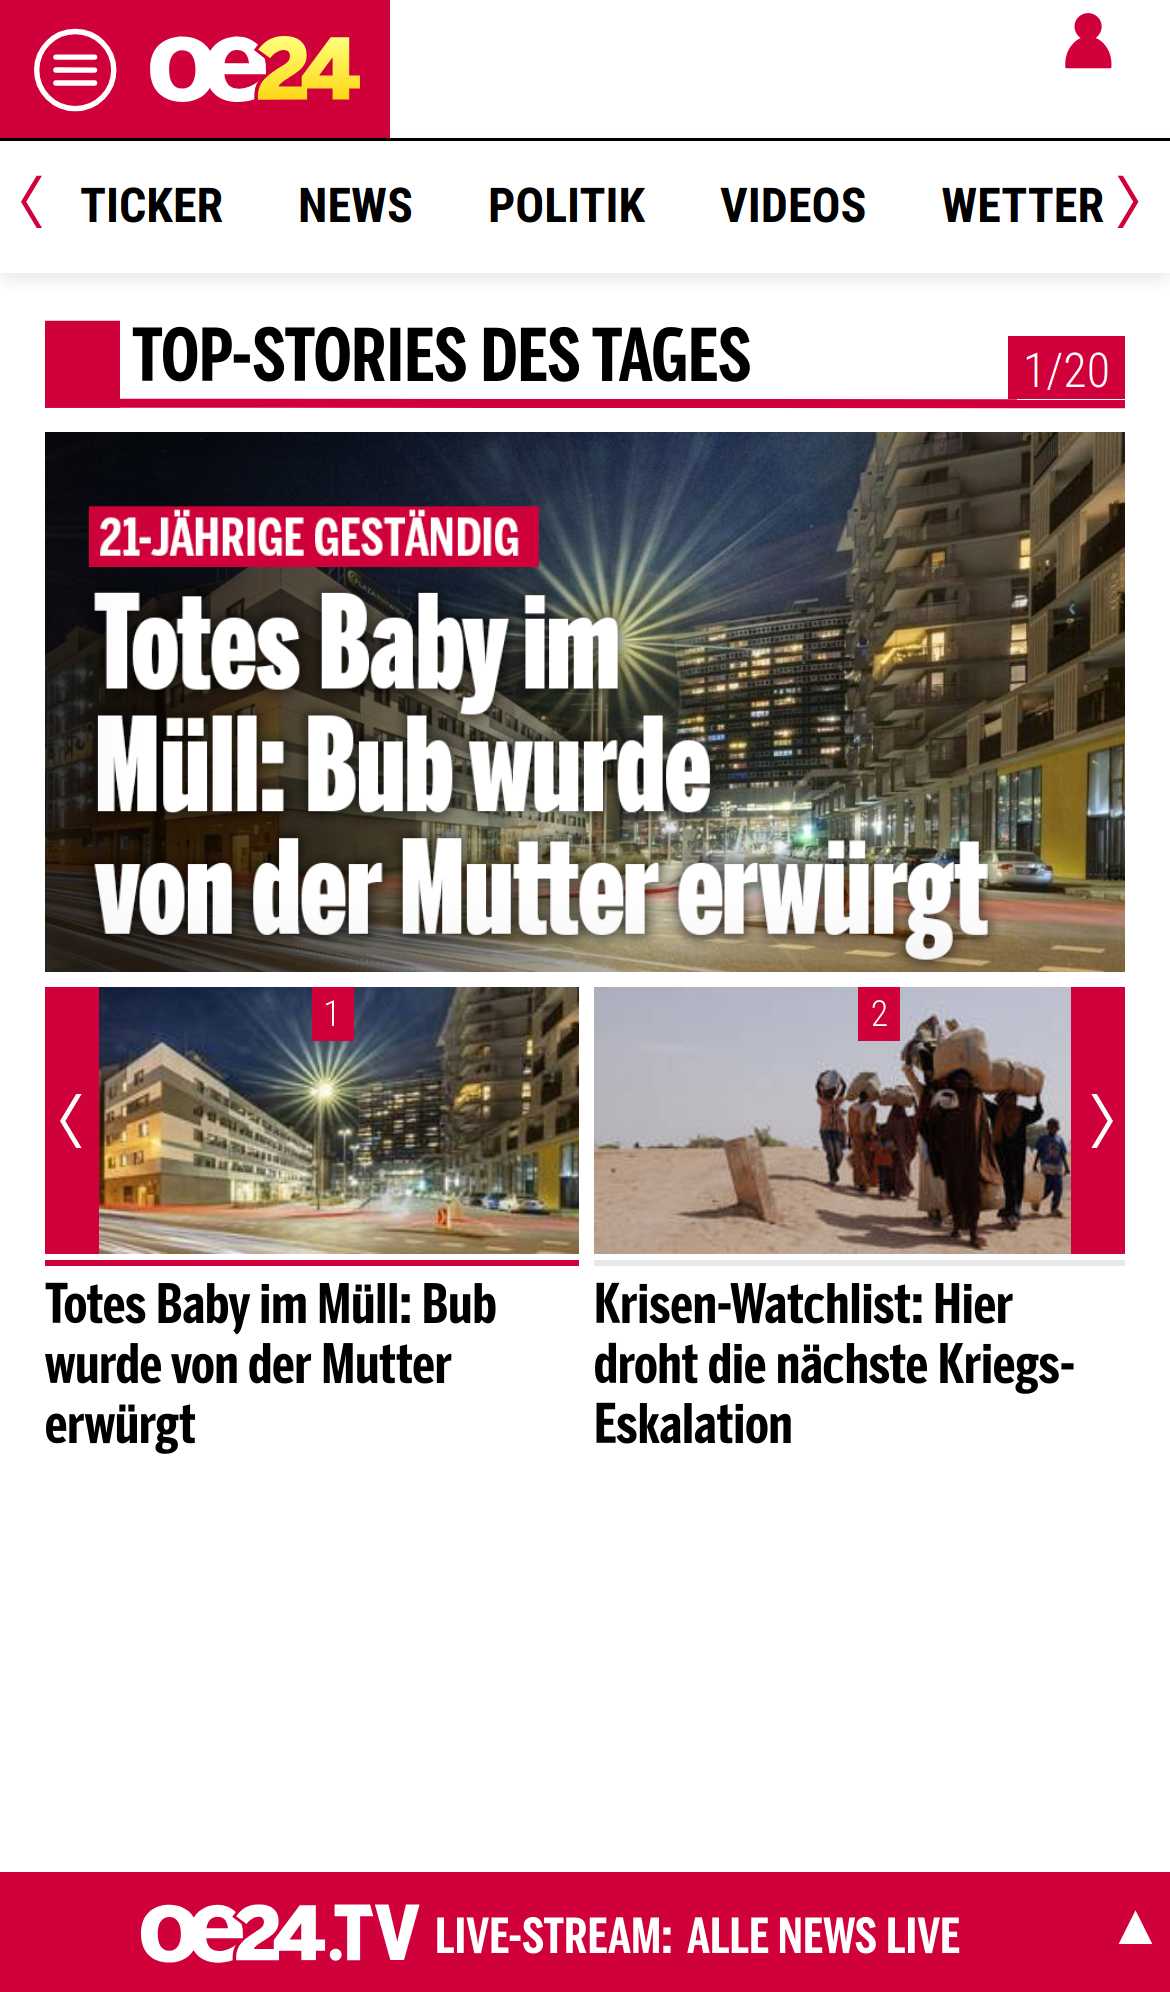 oe24
TICKER NEWS POLITIK VIDEOS WETTER
TOP-STORIES DES TAGES
1/20
21-JÄHRIGE GESTÄNDIG
Totes Baby im
Müll: Bub wurde
von der Mutter erwürgt
1
2
Totes Baby im Müll: Bub
wurde von der Mutter
erwürgt
Krisen-Watchlist: Hier
droht die nächste Kriegs-
Eskalation
oe24.TV LIVE-STREAM: ALLE NEWS LIVE